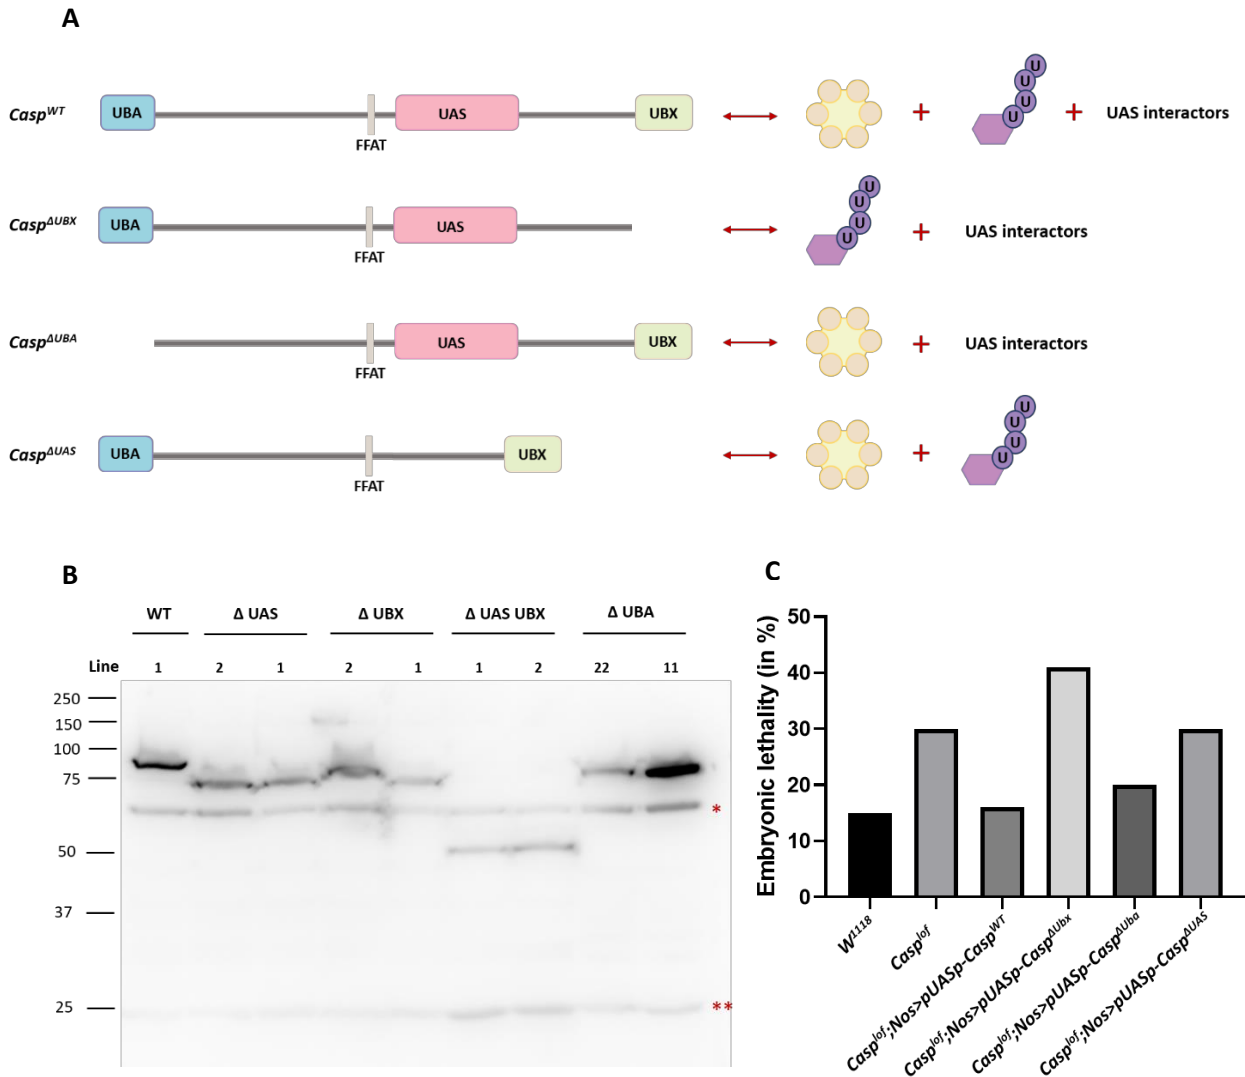 A
Casp^WT UBA UAS UBX FFAT U U U U + + UAS interactors
Casp^ΔUBX UBA UAS FFAT U U U U + UAS interactors
Casp^ΔUBA UAS UBX FFAT + UAS interactors
Casp^ΔUAS UBA UBX FFAT + U U U U
B
WT Δ UAS Δ UBX Δ UAS UBX Δ UBA
Line 1 2 1 2 1 1 2 22 11
250
150
100
75
*
50
37
25
**
C
Embryonic lethality (in %)
50
40
30
20
10
0
W^1118
Casp^lof
Casp^lof;Nos>pUASp-Casp^WT
Casp^lof;Nos>pUASp-Casp^ΔUbx
Casp^lof;Nos>pUASp-Casp^ΔUba
Casp^lof;Nos>pUASp-Casp^ΔUAS